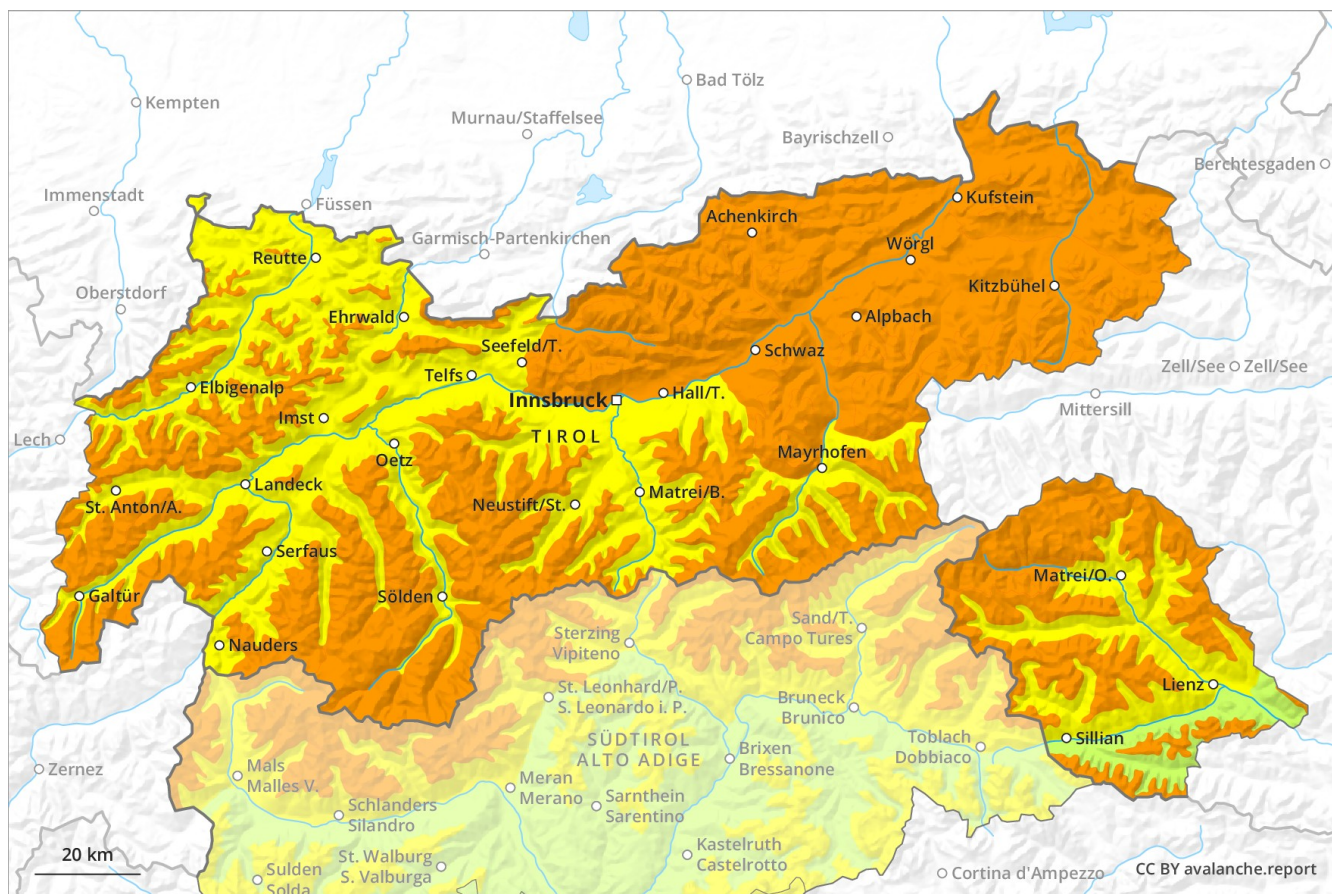 Bad Tölz
Kempten
Murnau/Staffelsee
Bayrischzell
Berchtesgaden
Immenstadt
Füssen
Kufstein
Achenkirch
Garmisch-Partenkirchen
Wörgl
Reutte
Kitzbühel
Oberstdorf
Ehrwald
Alpbach
Seefeld/T.
Schwaz
Zell/See
Zell/See
Telfs
Elbigenalp
Hall/T.
Innsbruck
Mittersill
Imst
Lech
TIROL
Oetz
Mayrhofen
Landeck
Matrei/B.
St. Anton/A.
Neustift/St.
Serfaus
Matrei/O.
Galtür
Sölden
Sand/T.
Campo Tures
Sterzing
Vipiteno
Nauders
Lienz
St. Leonhard/P.
S. Leonardo i. P.
Bruneck
Brunico
SÜDTIROL
ALTO ADIGE
Toblach
Dobbiaco
Sillian
Brixen
Bressanone
Zernez
Mals
Malles V.
Meran
Merano
Sarnthein
Sarentino
Schlanders
Silandro
Kastelruth
Castelrotto
20 km
St. Walburg
S. Valburga
Sulden
Solda
Cortina d'Ampezzo
CC BY avalanche.report